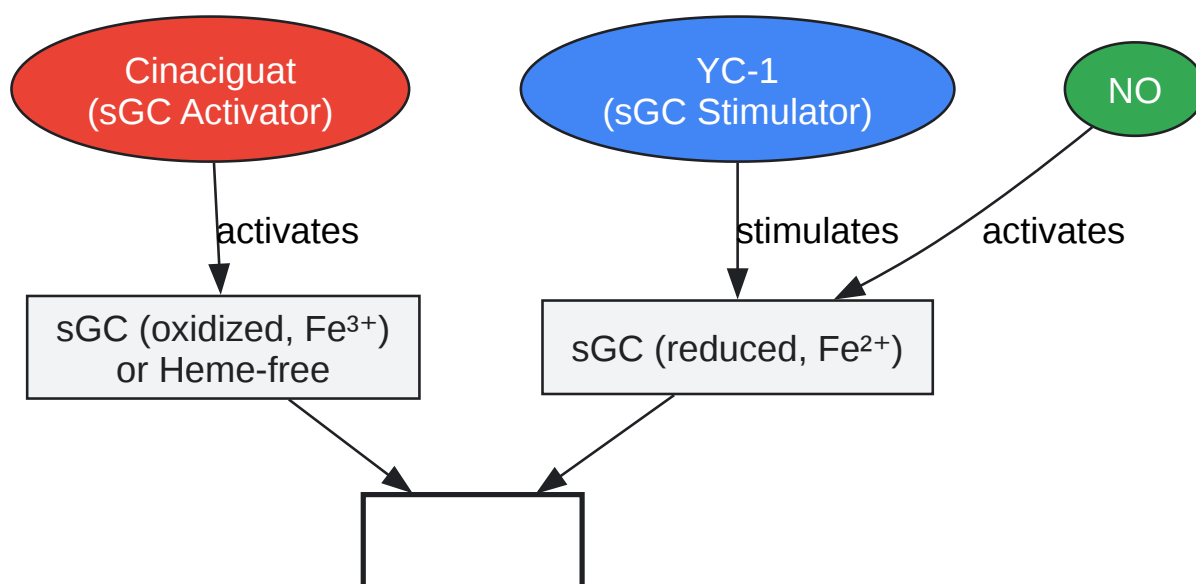 Cinaciguat
(sGC Activator)
YC-1
(sGC Stimulator)
NO
activates
stimulates
activates
sGC (oxidized, Fe³⁺)
or Heme-free
sGC (reduced, Fe²⁺)